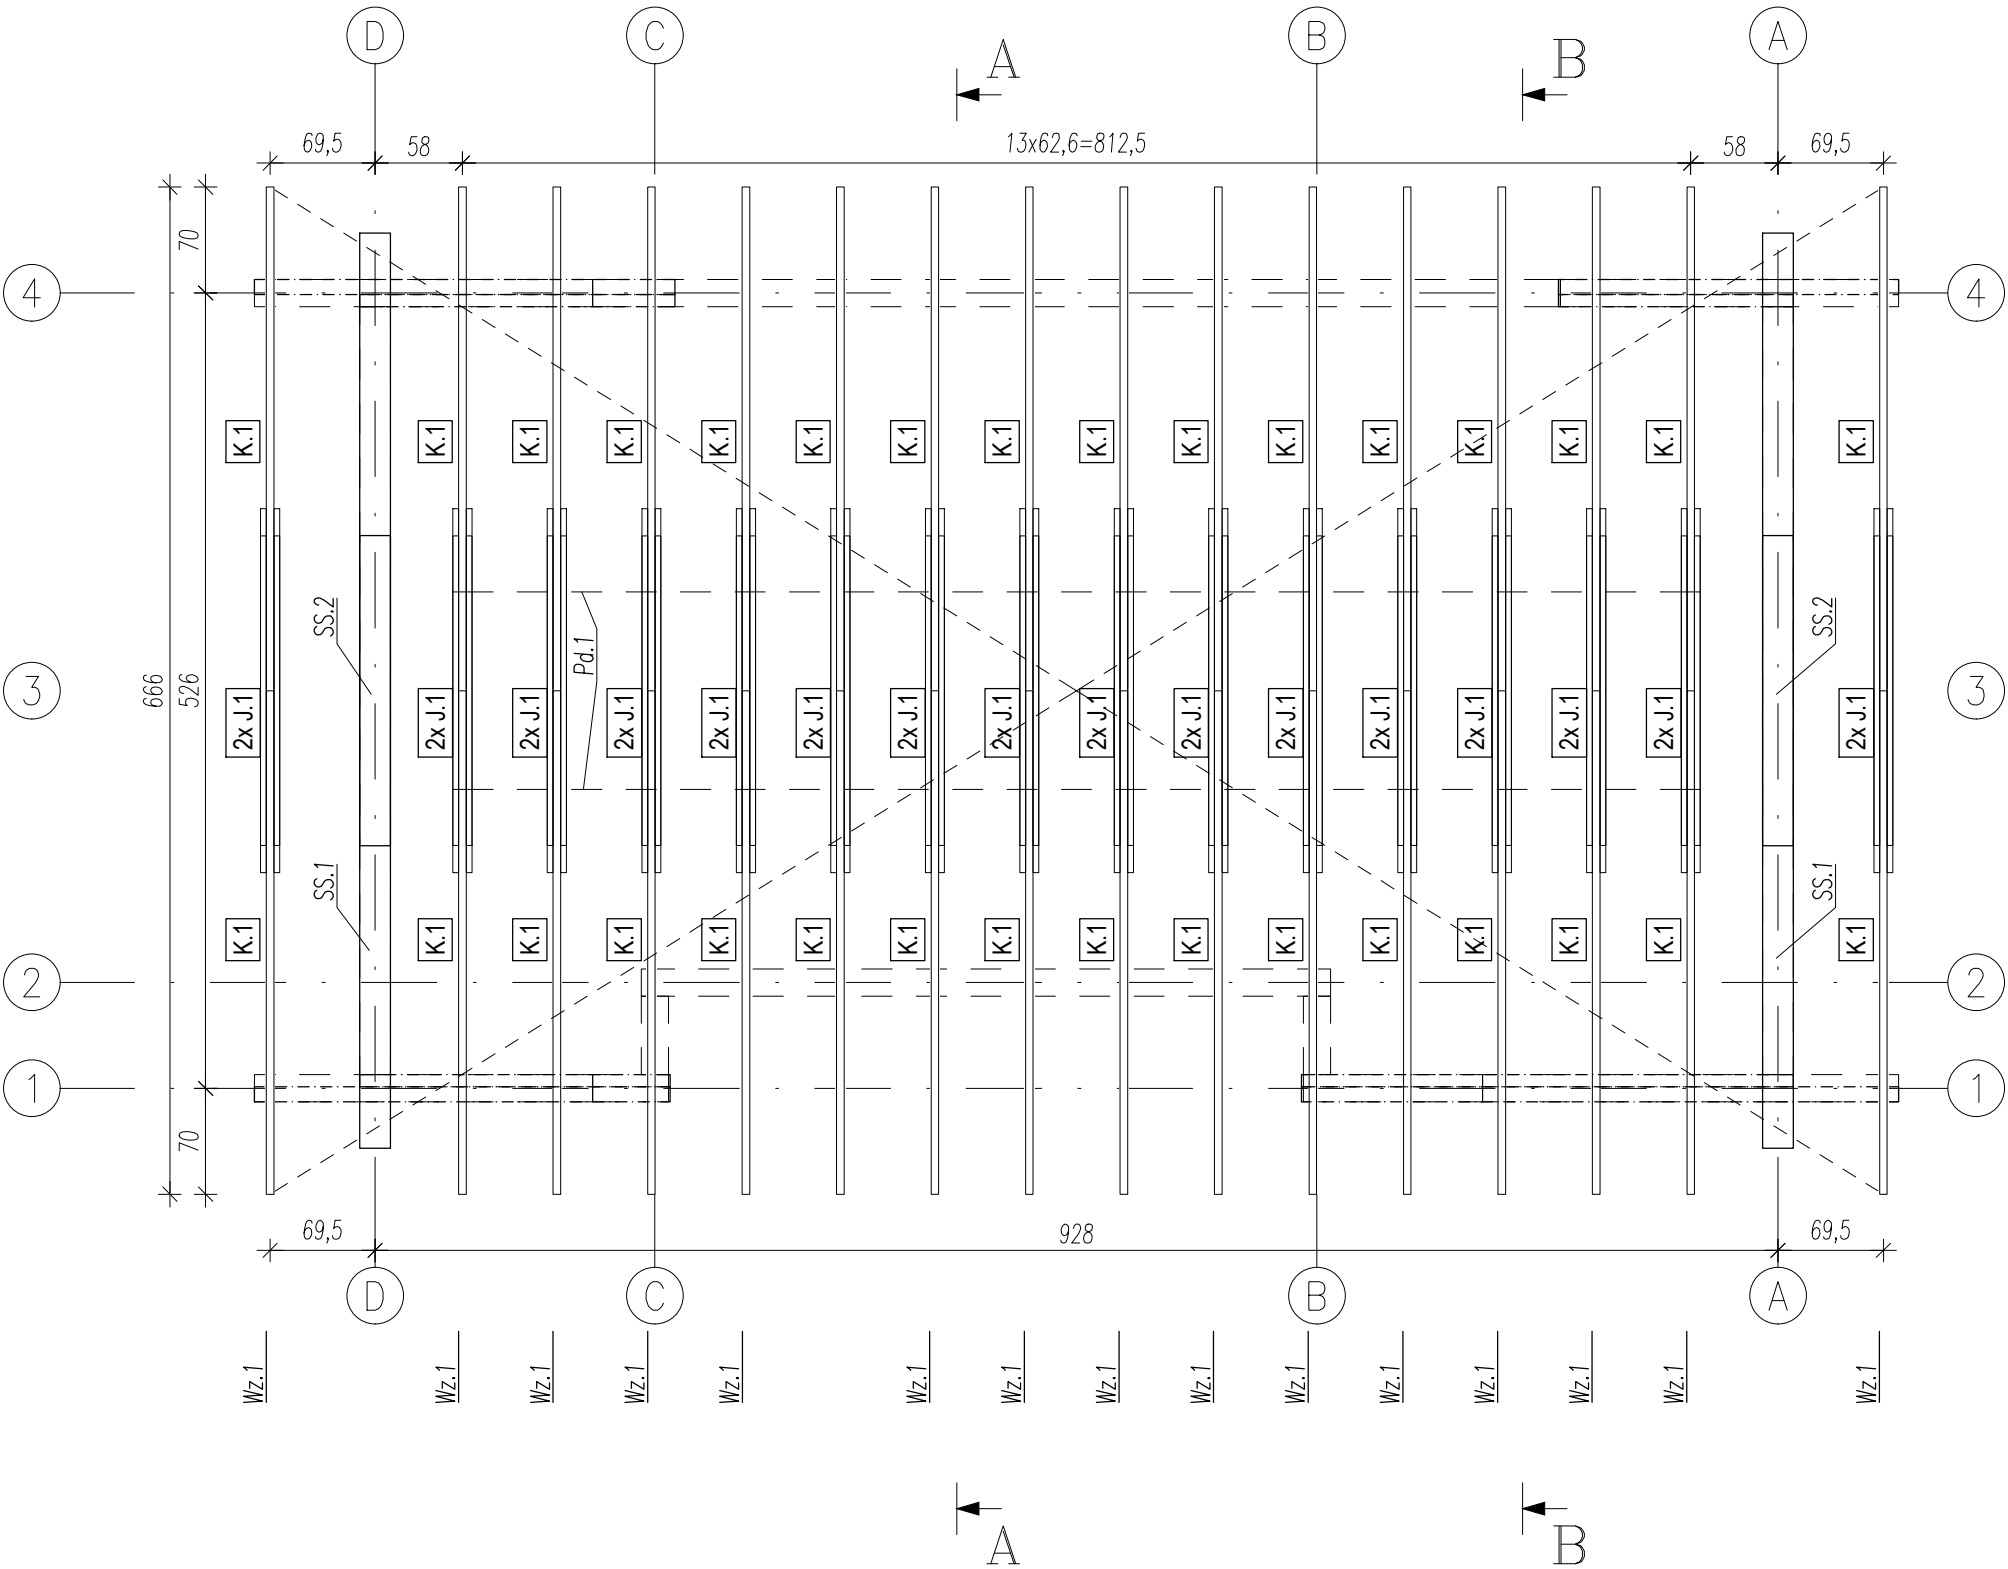 D C B A
A B
69,5 58 13x62,6=812,5 58 69,5
70
4 4
K.1 K.1 K.1 K.1 K.1 K.1 K.1 K.1 K.1 K.1 K.1 K.1 K.1 K.1 K.1 K.1
SS.2 SS.2
Pd.1
3 666 526 3
2x J.1 2x J.1 2x J.1 2x J.1 2x J.1 2x J.1 2x J.1 2x J.1 2x J.1 2x J.1 2x J.1 2x J.1 2x J.1 2x J.1 2x J.1 2x J.1
SS.1 SS.1
K.1 K.1 K.1 K.1 K.1 K.1 K.1 K.1 K.1 K.1 K.1 K.1 K.1 K.1 K.1 K.1
2 2
1 1
70
69,5 928 69,5
D C B A
Wz.1 Wz.1 Wz.1 Wz.1 Wz.1 Wz.1 Wz.1 Wz.1 Wz.1 Wz.1 Wz.1 Wz.1 Wz.1 Wz.1 Wz.1
A B